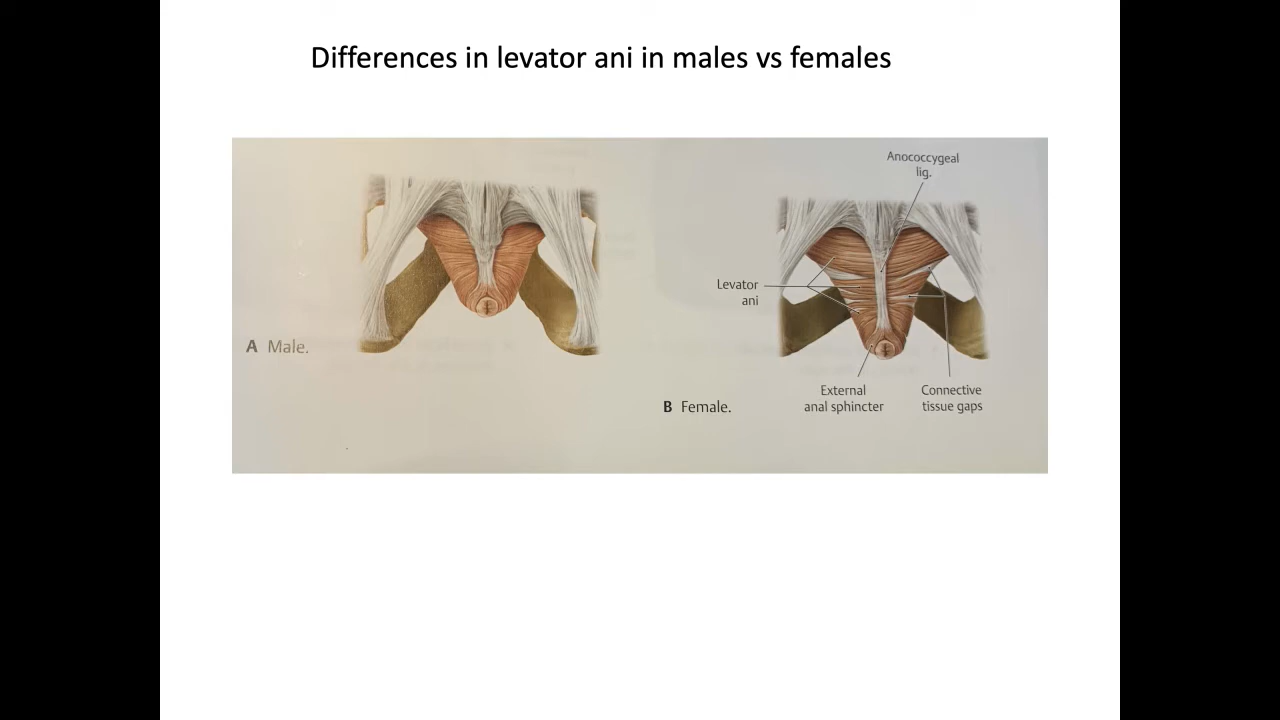 Differences in levator ani in males vs females
Anococcygeal
lig.
Levator
ani
A Male.
External
anal sphincter
Connective
tissue gaps
B Female.